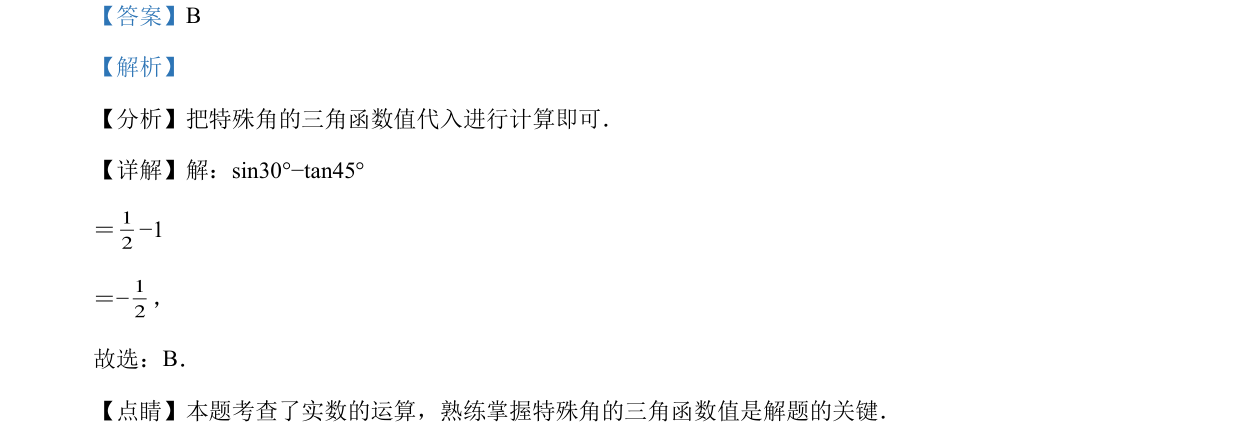 【答案】B
【解析】
【分析】把特殊角的三角函数值代入进行计算即可．
【详解】解：sin30°−tan45°
＝1/2−1
＝−1/2，
故选：B．
【点睛】本题考查了实数的运算，熟练掌握特殊角的三角函数值是解题的关键．